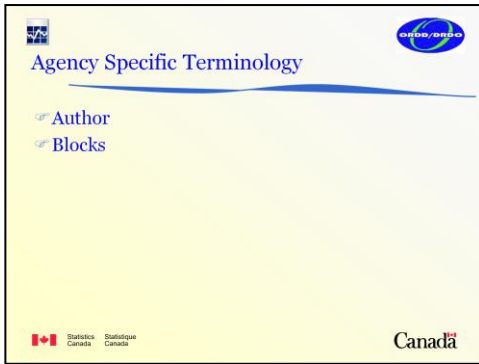 ORDD/DRDO
Agency Specific Terminology
Author
Blocks
Statistics Statistique
Canada Canada
Canada